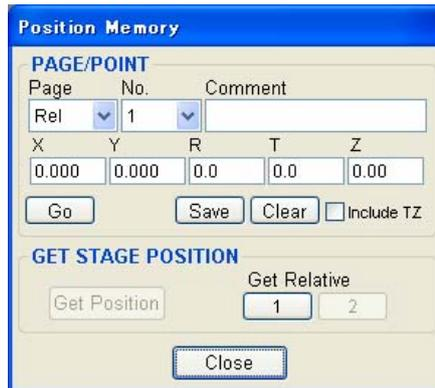 Position Memory
PAGE/POINT
Page No. Comment
Rel 1
X Y R T Z
0.000 0.000 0.0 0.0 0.00
Go Save Clear Include TZ
GET STAGE POSITION
Get Relative
Get Position 1 2
Close